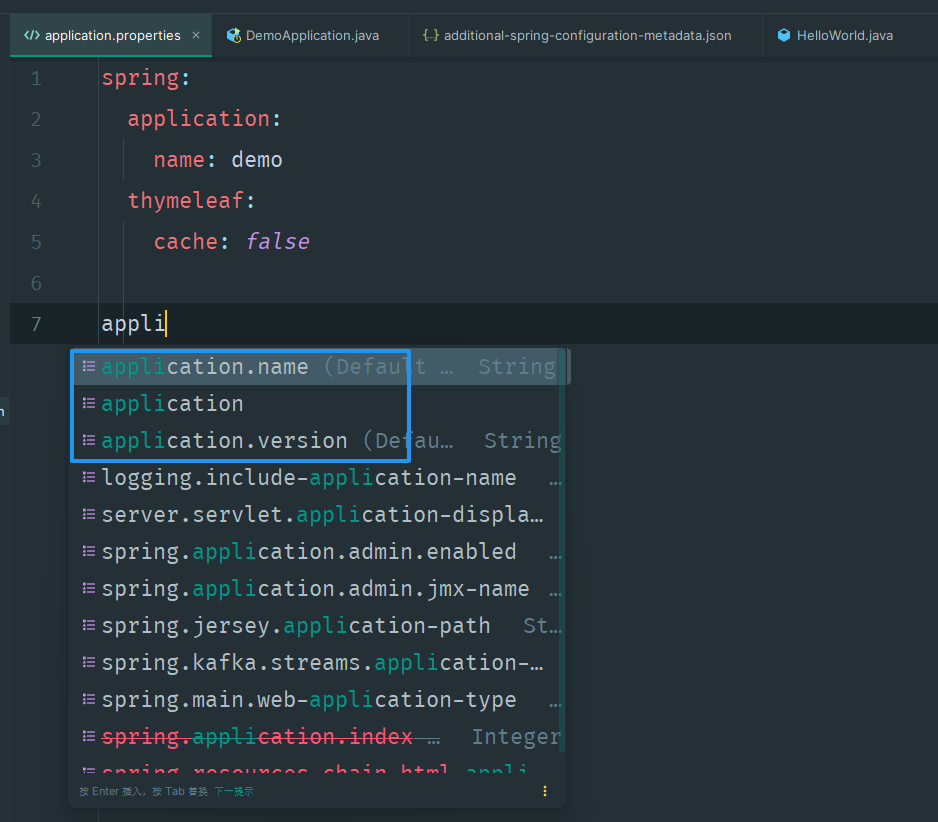 application.properties
DemoApplication.java
additional-spring-configuration-metadata.json
HelloWorld.java
1 spring:
2 application:
3 name: demo
4 thymeleaf:
5 cache: false
6
7 appli
application.name (Default … String
application
application.version (Defau… String
logging.include-application-name …
server.servlet.application-displa…
spring.application.admin.enabled …
spring.application.admin.jmx-name …
spring.jersey.application-path St…
spring.kafka.streams.application-…
spring.main.web-application-type …
spring.application.index … Integer
spring.resources.chain.html-appli
按 Enter 插入，按 Tab 替换 下一提示